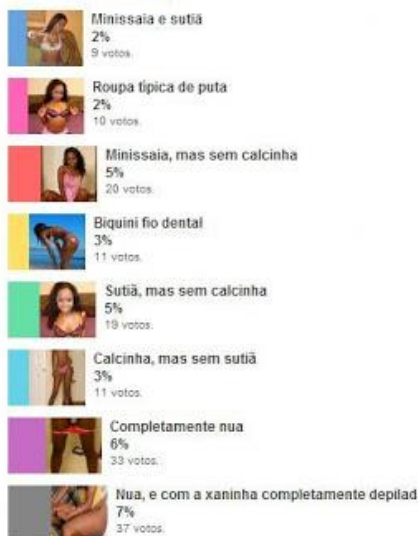 Minissaia e sutiã
2%
9 votos.
Roupa típica de puta
2%
10 votos.
Minissaia, mas sem calcinha
5%
20 votos.
Biquini fio dental
3%
11 votos.
Sutiã, mas sem calcinha
5%
19 votos.
Calcinha, mas sem sutiã
3%
11 votos.
Completamente nua
6%
33 votos.
Nua, e com a xaninha completamente depilad
7%
37 votos.